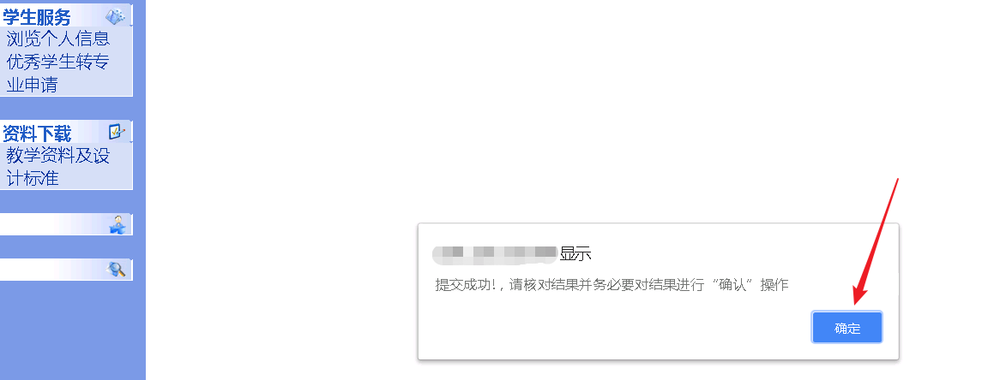 学生服务
浏览个人信息
优秀学生转专
业申请
资料下载
教学资料及设
计标准
显示
提交成功!，请核对结果并务必要对结果进行“确认”操作
确定